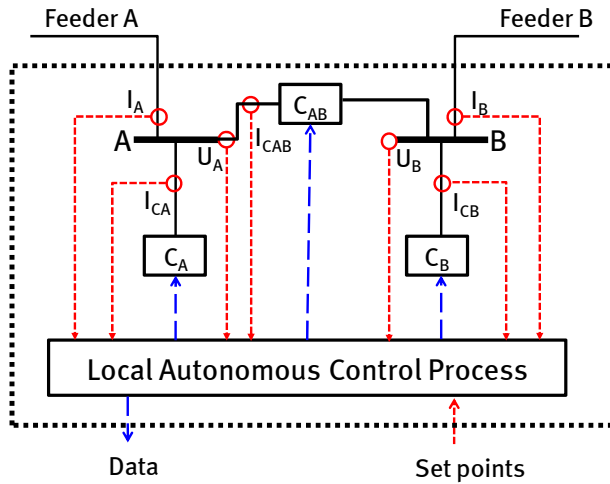 Feeder A
Feeder B
I_A
C_AB
I_B
A
U_A
I_CAB
U_B
B
I_CA
I_CB
C_A
C_B
Local Autonomous Control Process
Data
Set points